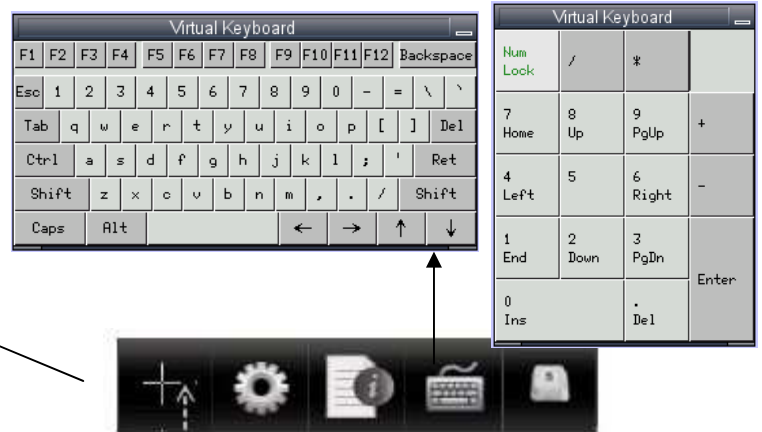 Virtual Keyboard
F1 F2 F3 F4 F5 F6 F7 F8 F9 F10 F11 F12 Backspace
Esc 1 2 3 4 5 6 7 8 9 0 - = \ `
Tab q w e r t y u i o p [ ] Del
Ctrl a s d f g h j k l ; ' Ret
Shift z x c v b n m , . / Shift
Caps Alt ← → ↑ ↓
Virtual Keyboard
Num / *
Lock
7 8 9 +
Home Up PgUp
4 5 6 -
Left Right
1 2 3
End Down PgDn
Enter
0 .
Ins Del
i